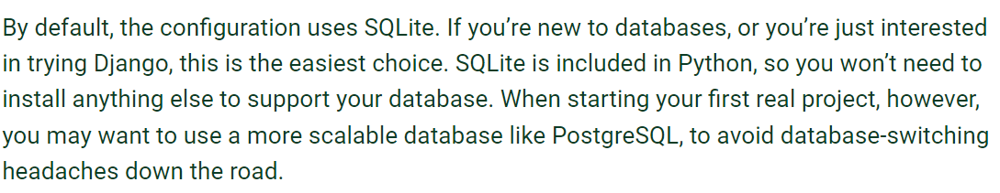 By default, the configuration uses SQLite. If you’re new to databases, or you’re just interested
in trying Django, this is the easiest choice. SQLite is included in Python, so you won’t need to
install anything else to support your database. When starting your first real project, however,
you may want to use a more scalable database like PostgreSQL, to avoid database-switching
headaches down the road.